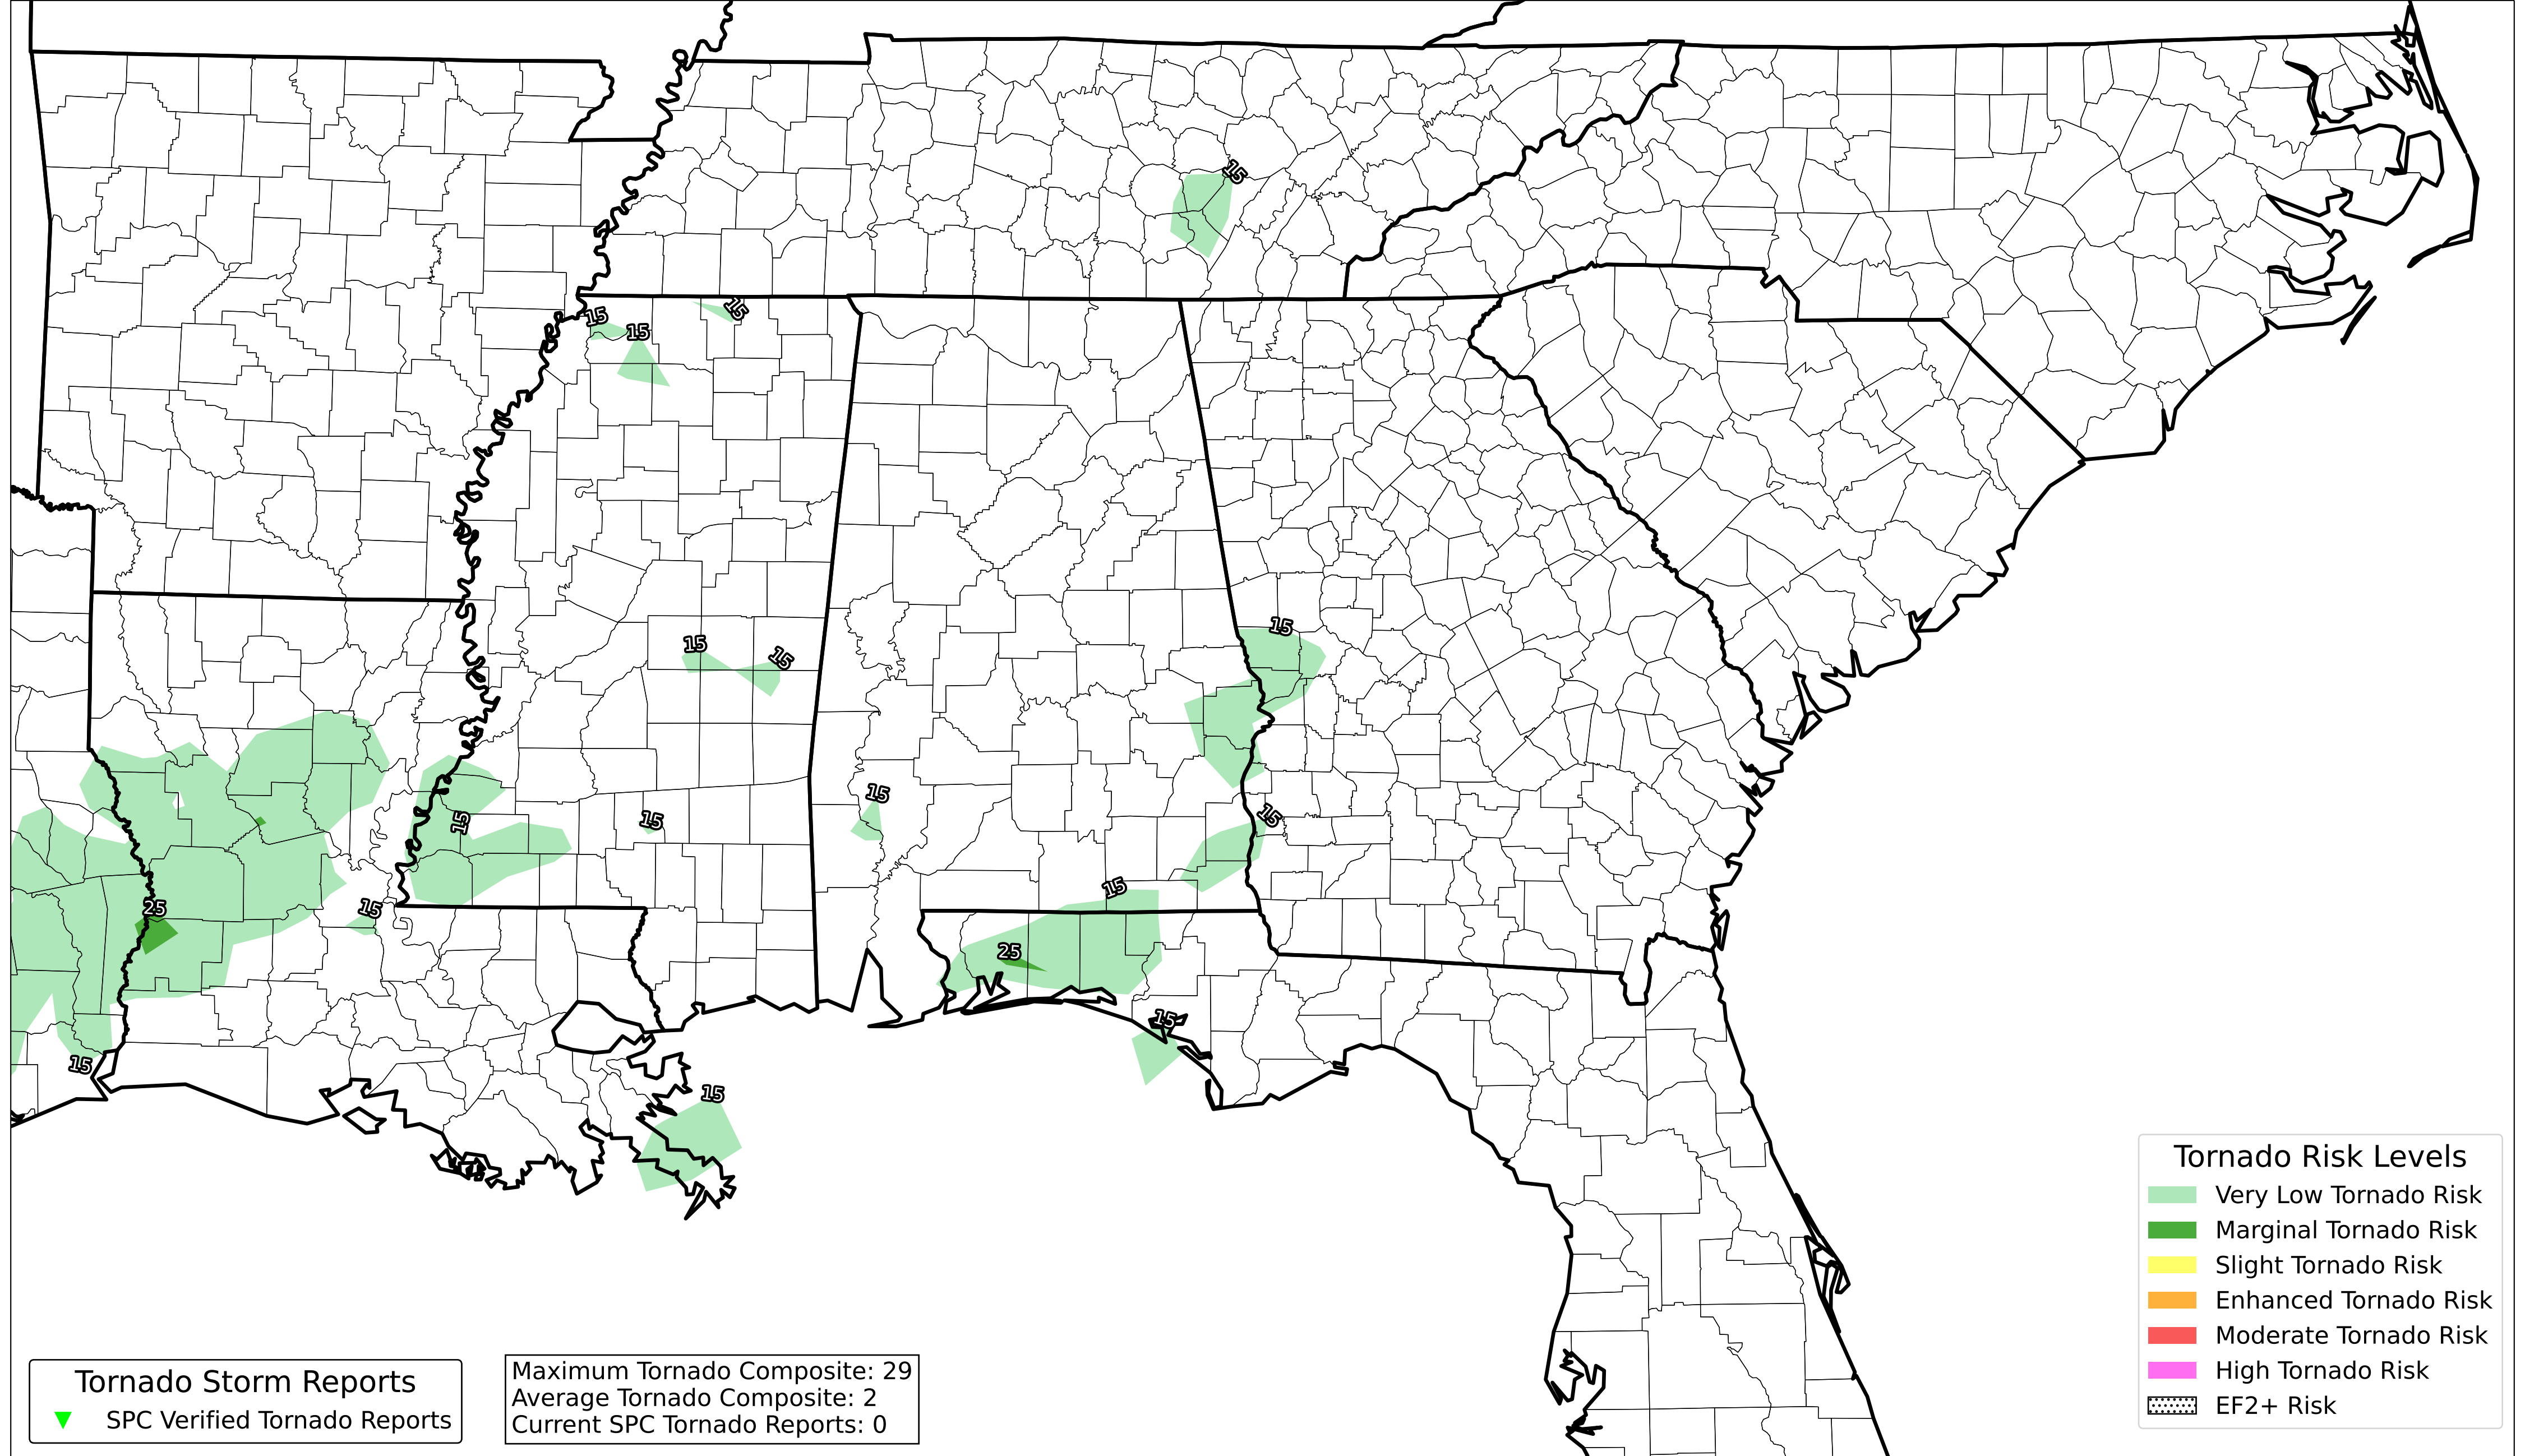 15
15
15
15
15
15
15
15
15
15
15
15
25
15
15
25
15
15
15
Tornado Risk Levels
Very Low Tornado Risk
Marginal Tornado Risk
Slight Tornado Risk
Enhanced Tornado Risk
Moderate Tornado Risk
High Tornado Risk
EF2+ Risk
Tornado Storm Reports
SPC Verified Tornado Reports
Maximum Tornado Composite: 29
Average Tornado Composite: 2
Current SPC Tornado Reports: 0